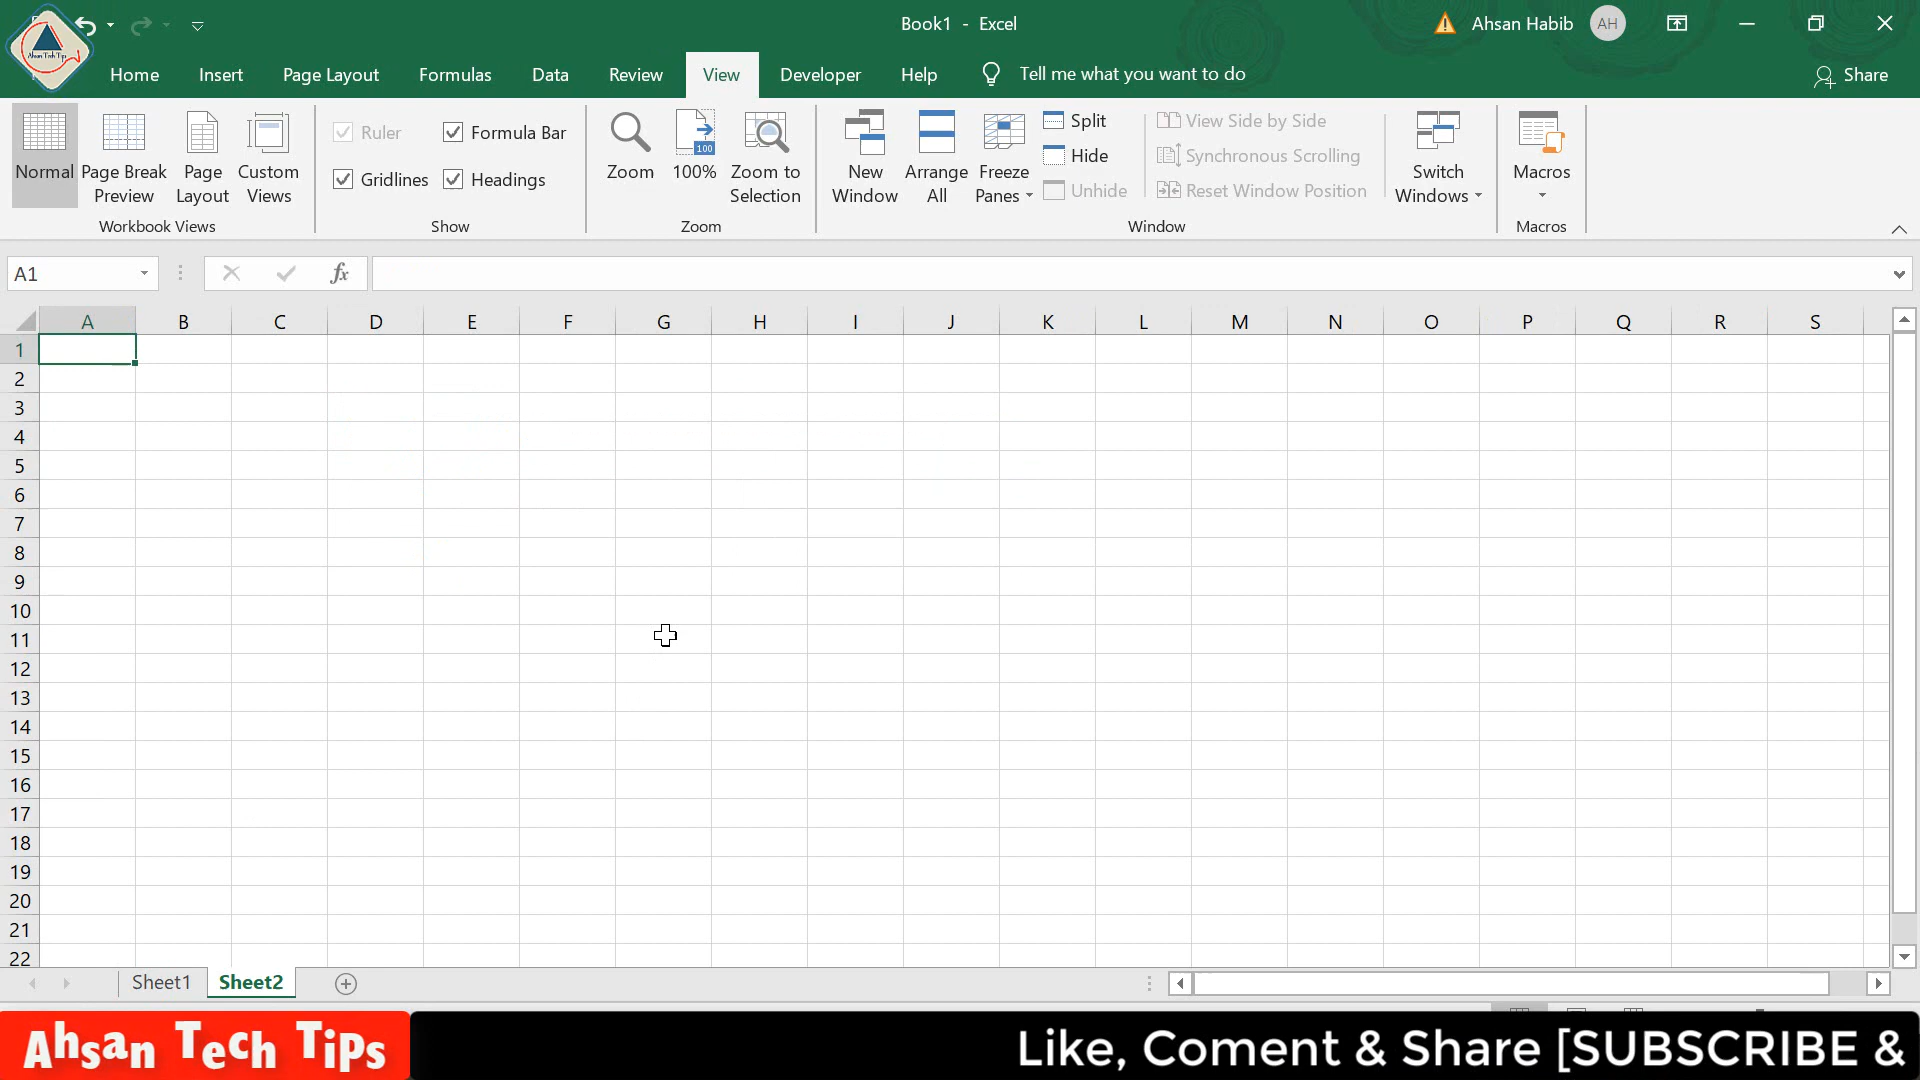 Book1 - Excel
Ahsan Habib
AH
Ahsan Tech Tips
Home
Insert
Page Layout
Formulas
Data
Review
View
Developer
Help
Tell me what you want to do
Share
Normal
Page Break
Preview
Page
Layout
Custom
Views
Workbook Views
Ruler
Formula Bar
Gridlines
Headings
Show
Zoom
100
100%
Zoom to
Selection
Zoom
New
Window
Arrange
All
Freeze
Panes
Split
Hide
Unhide
View Side by Side
Synchronous Scrolling
Reset Window Position
Switch
Windows
Window
Macros
Macros
A1
fx
A B C D E F G H I J K L M N O P Q R S
1
2
3
4
5
6
7
8
9
10
11
12
13
14
15
16
17
18
19
20
21
22
Sheet1
Sheet2
Ahsan Tech Tips
Like, Coment & Share [SUBSCRIBE &